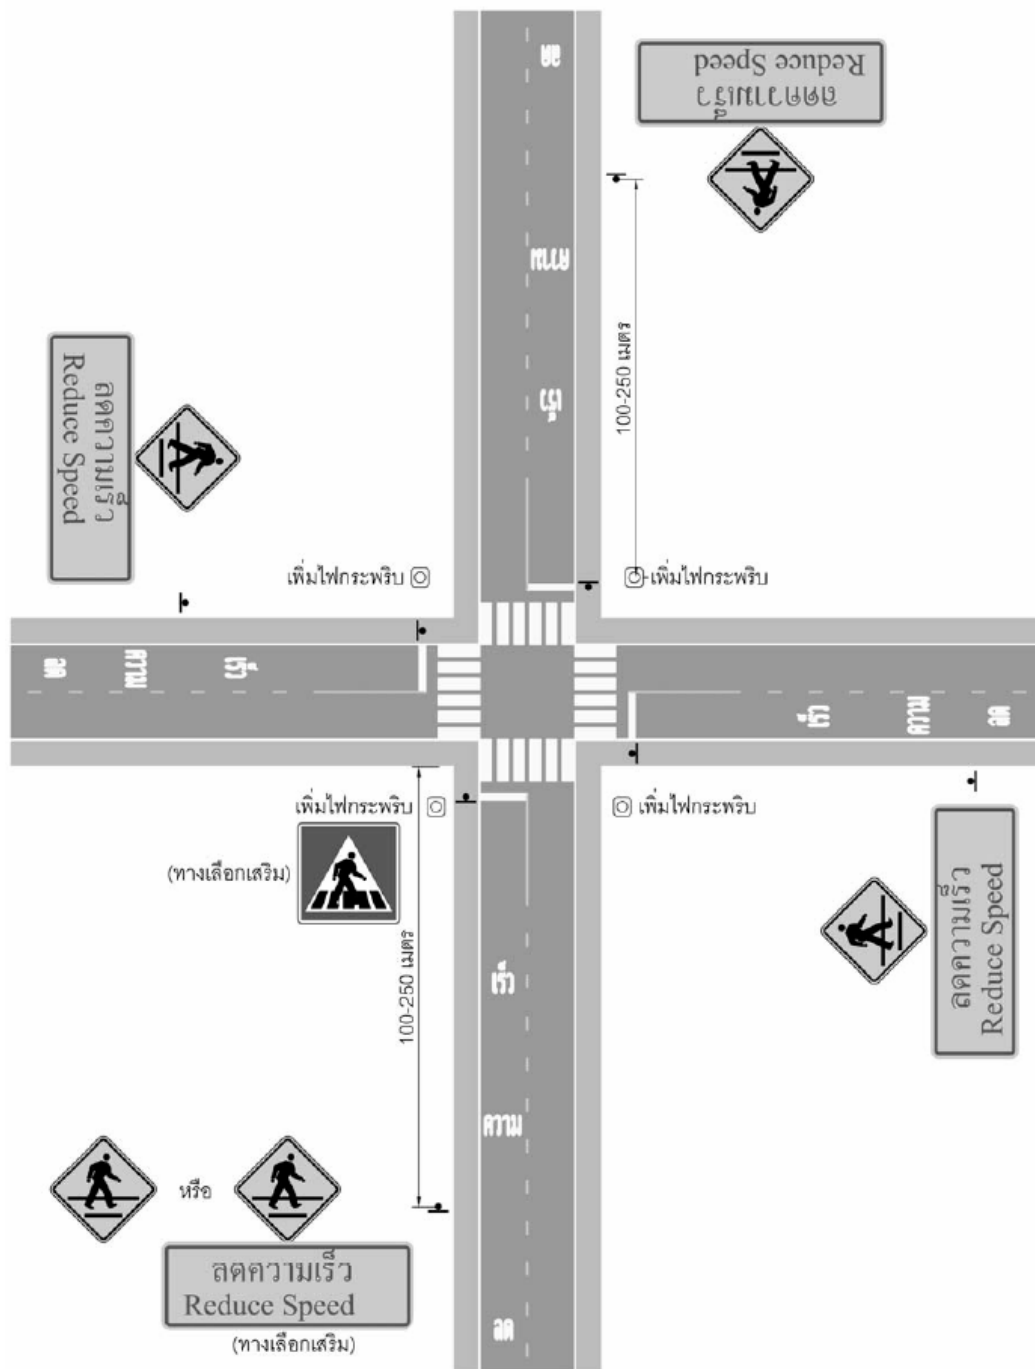 ลด
ลดความเร็ว
Reduce Speed
ความ
100-250 เมตร
เร็ว
ลดความเร็ว
Reduce Speed
เพิ่มไฟกระพริบ
เพิ่มไฟกระพริบ
ลด ความ เร็ว
เร็ว ความ ลด
เพิ่มไฟกระพริบ
เพิ่มไฟกระพริบ
(ทางเลือกเสริม)
ลดความเร็ว
Reduce Speed
100-250 เมตร
เร็ว
ความ
หรือ
ลดความเร็ว
Reduce Speed
ลด
(ทางเลือกเสริม)